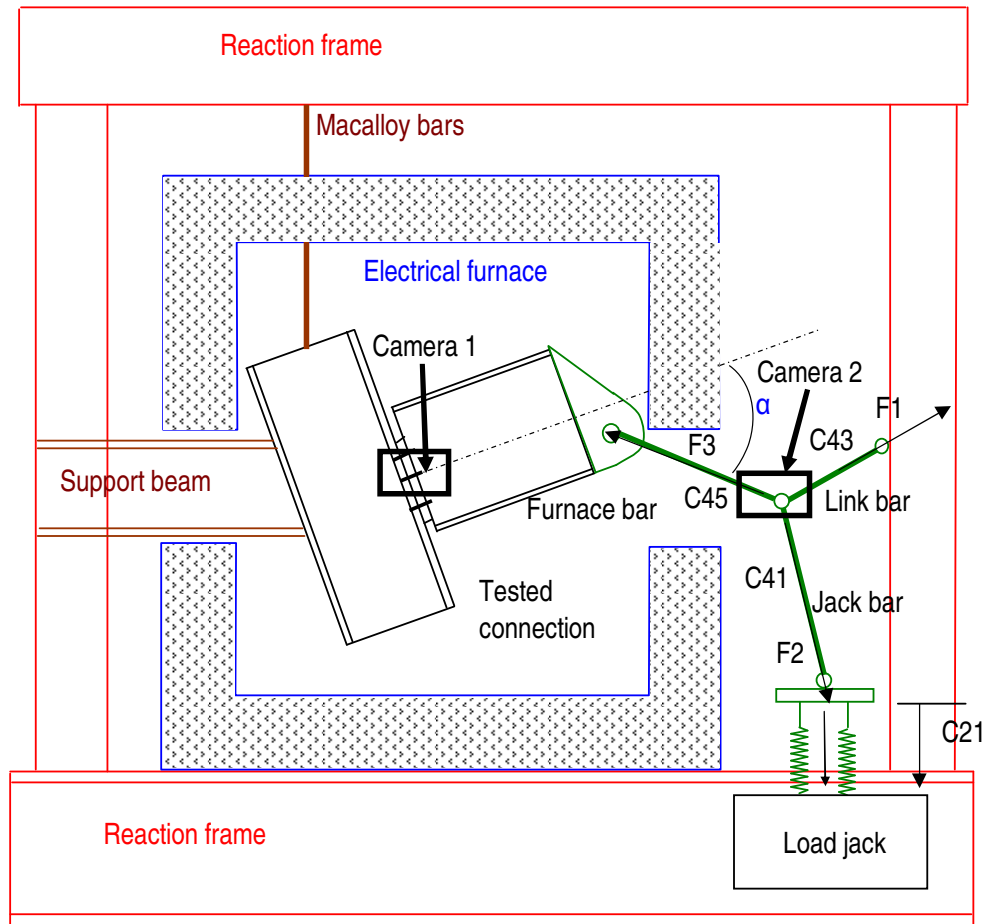 Reaction frame
Macalloy bars
Electrical furnace
Camera 1
Camera 2
α
F1
F3
C43
Support beam
C45
Link bar
Furnace bar
C41
Tested
connection
Jack bar
F2
C21
Reaction frame
Load jack